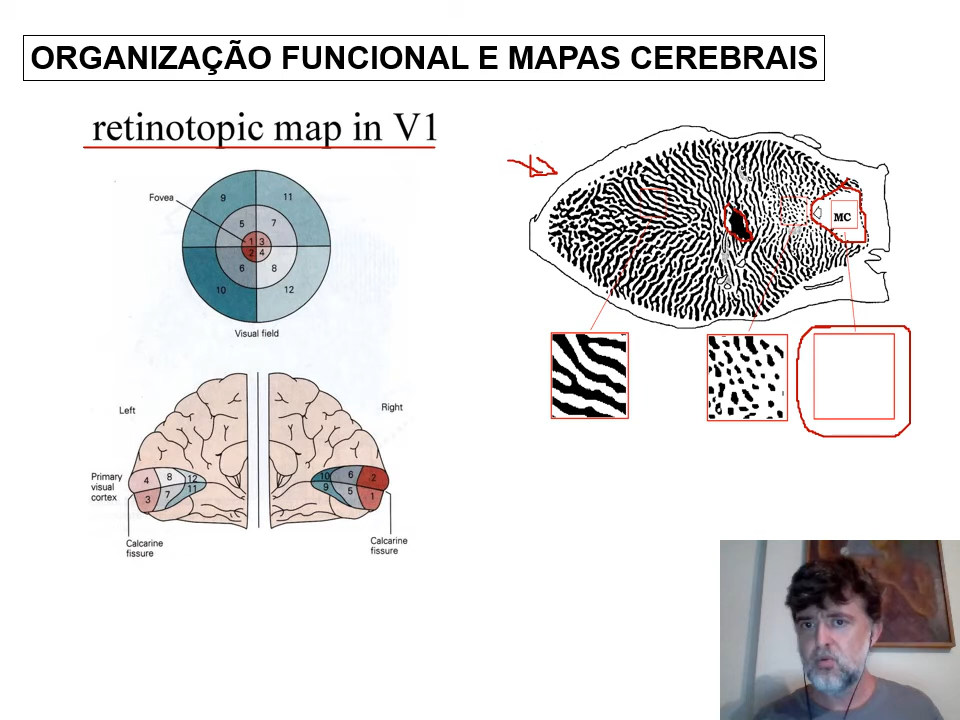 ORGANIZAÇÃO FUNCIONAL E MAPAS CEREBRAIS
retinotopic map in V1
Fovea
9
11
5
7
1
3
2
4
6
8
10
12
Visual field
Left
Right
Primary
visual
cortex
4
8
12
11
3
7
10
6
2
9
5
1
Calcarine
fissure
Calcarine
fissure
MC